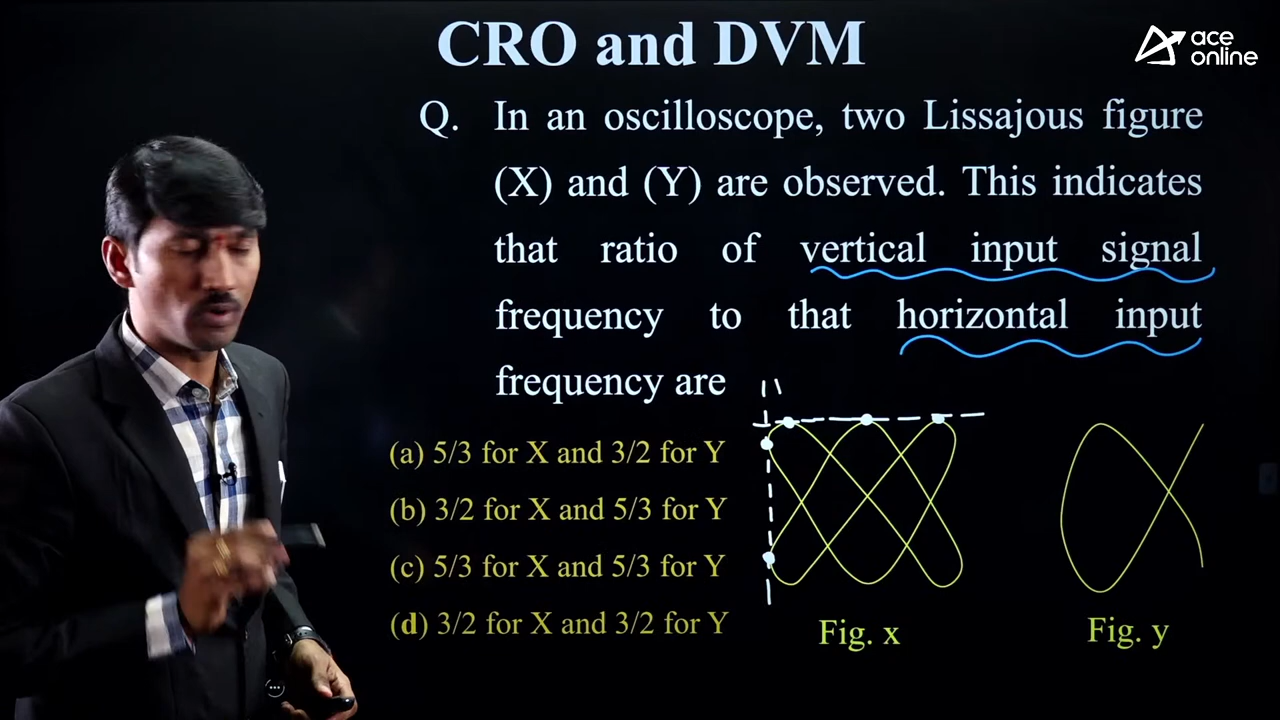 CRO and DVM
ace
online
Q. In an oscilloscope, two Lissajous figure
(X) and (Y) are observed. This indicates
that ratio of vertical input signal
frequency to that horizontal input
frequency are
(a) 5/3 for X and 3/2 for Y
(b) 3/2 for X and 5/3 for Y
(c) 5/3 for X and 5/3 for Y
(d) 3/2 for X and 3/2 for Y
Fig. x
Fig. y